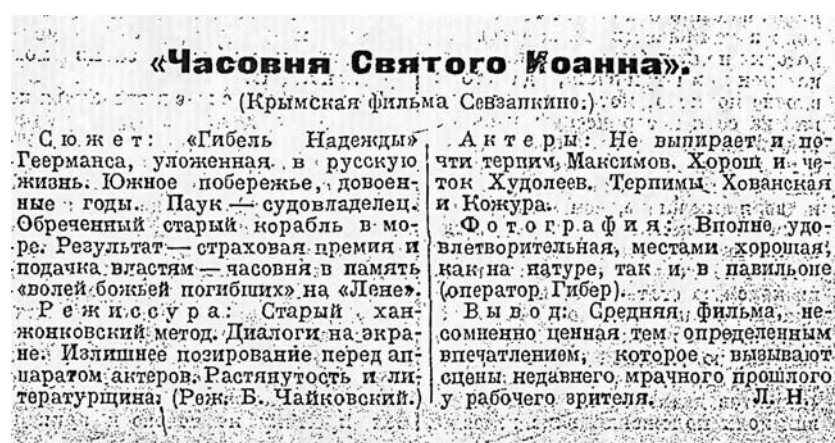 «Часовня Святого Иоанна».
(Крымская фильма Севзапкино.)
Сюжет: «Гибель Надежды»
Геерманса, уложенная в русскую
жизнь. Южное побережье, довоен-
ные годы. Паук — судовладелец.
Обреченный старый корабль в мо-
ре. Результат — страховая премия и
подачка властям — часовня в память
«волей божьей погибших» на «Лене».
Режиссура: Старый хан-
жонковский метод. Диалоги на экра-
не. Излишнее позирование перед ап-
паратом актеров. Растянутость и ли-
тературщина. (Реж. Б. Чайковский.)
Актеры: Не выпирает и по-
чти терпим Максимов. Хорош и че-
ток Худолеев. Терпимы Хованская
и Кожура.
Фотография: Вполне удо-
влетворительная, местами хорошая,
как на натуре, так и в павильоне
(оператор Гибер).
Вывод: Средняя фильма, не-
сомненно ценная тем определенным
впечатлением, которое вызывают
сцены недавнего мрачного прошлого
у рабочего зрителя. Л. Н.